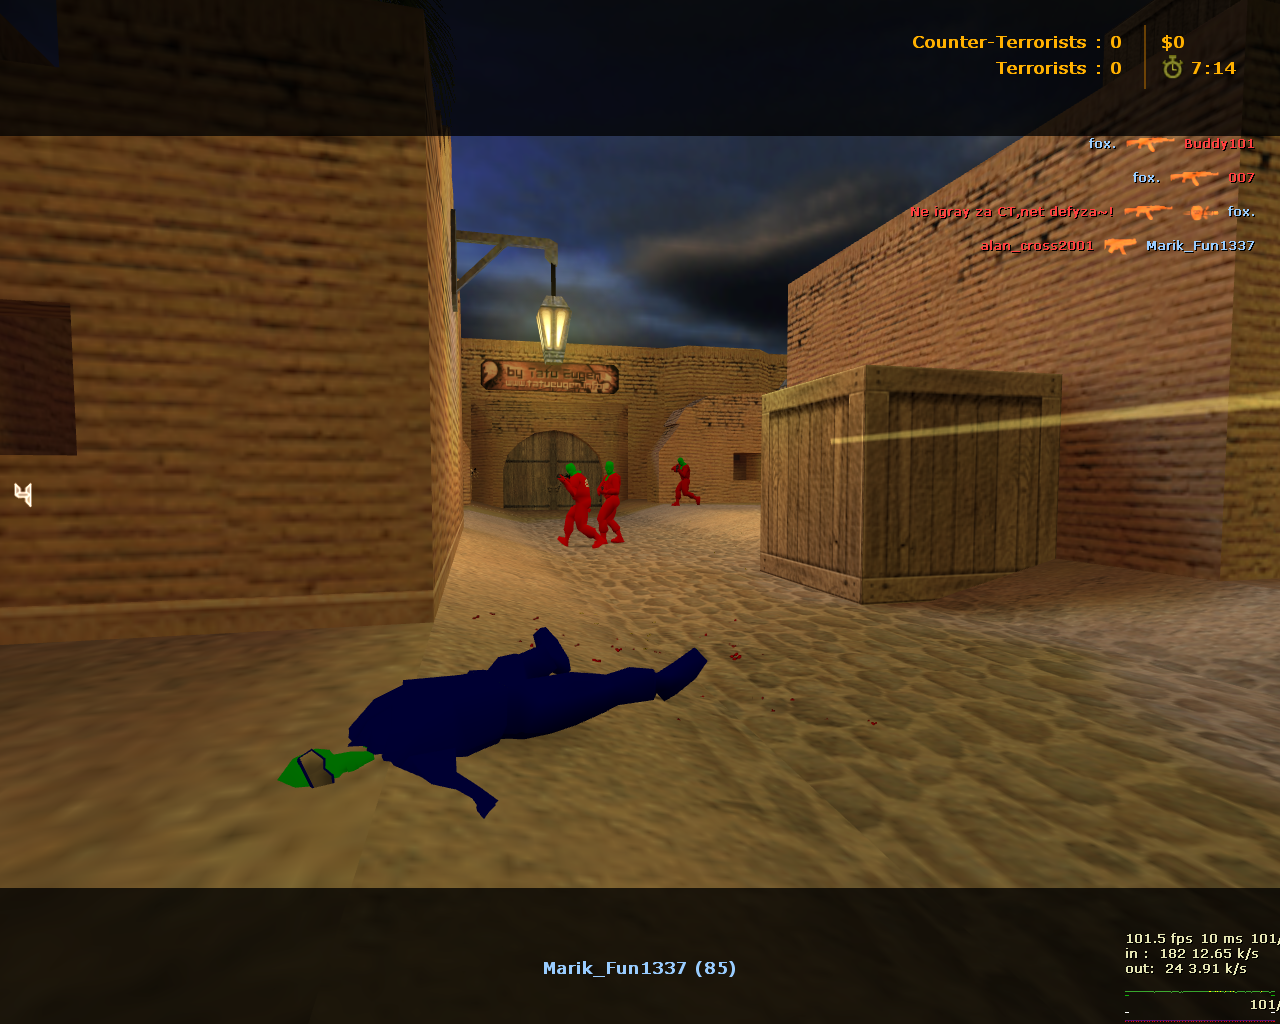 Counter-Terrorists : 0 $0
Terrorists : 0 7:14
fox. Buddy101
fox. 007
Ne igray za CT,net defyza~! fox.
alan_cross2001 Marik_Fun1337
by Tatu Eugen
Marik_Fun1337 (85)
101.5 fps 10 ms 101/
in : 182 12.65 k/s
out: 24 3.91 k/s
101/